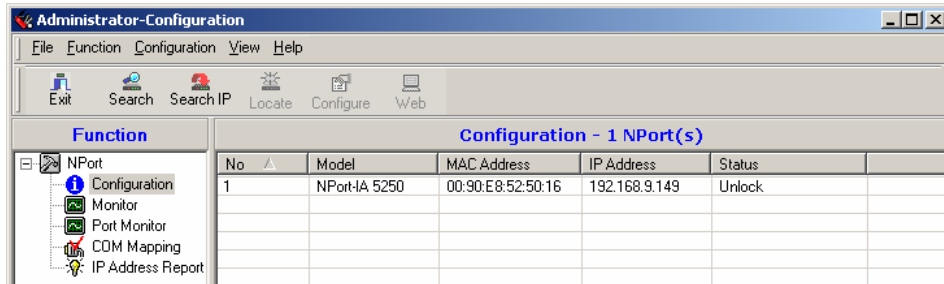 Administrator-Configuration
File Function Configuration View Help
Exit Search Search IP Locate Configure Web
Function
Configuration - 1 NPort(s)
NPort
Configuration
Monitor
Port Monitor
COM Mapping
IP Address Report
No Model MAC Address IP Address Status
1 NPort-IA 5250 00:90:E8:52:50:16 192.168.9.149 Unlock